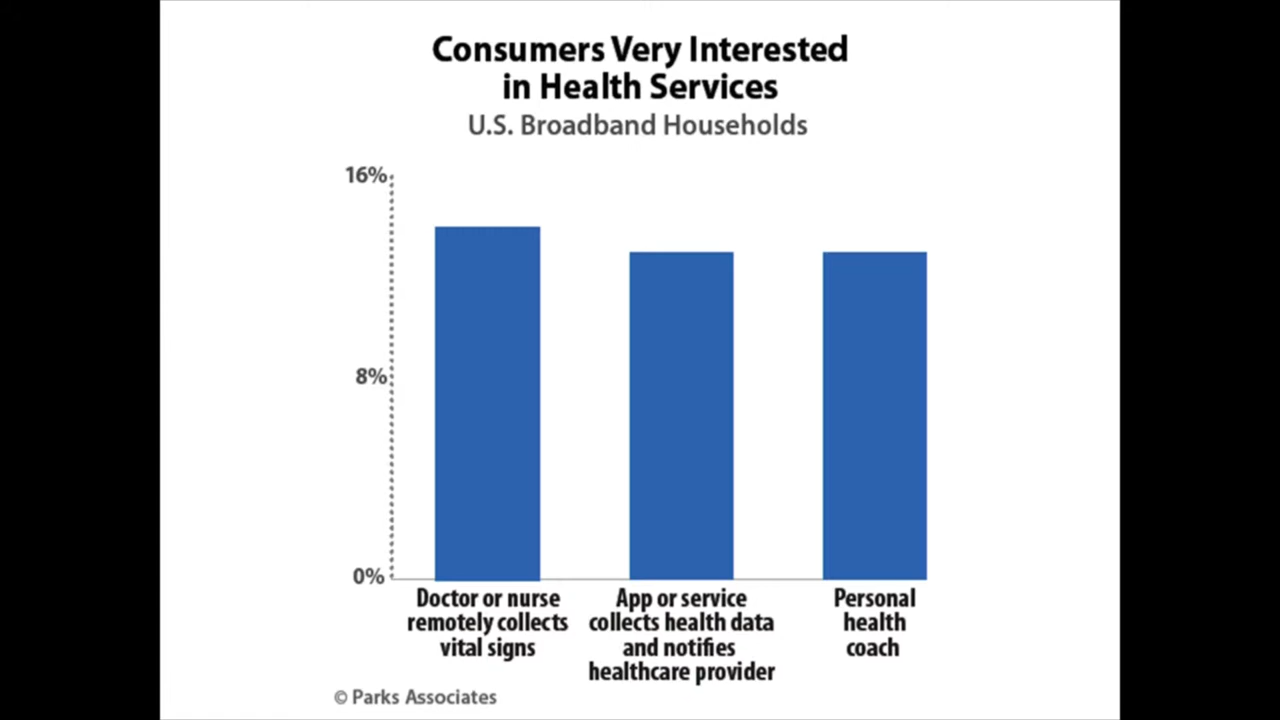 Consumers Very Interested
in Health Services
U.S. Broadband Households
16%
8%
0%
Doctor or nurse
remotely collects
vital signs
App or service
collects health data
and notifies
healthcare provider
Personal
health
coach
© Parks Associates